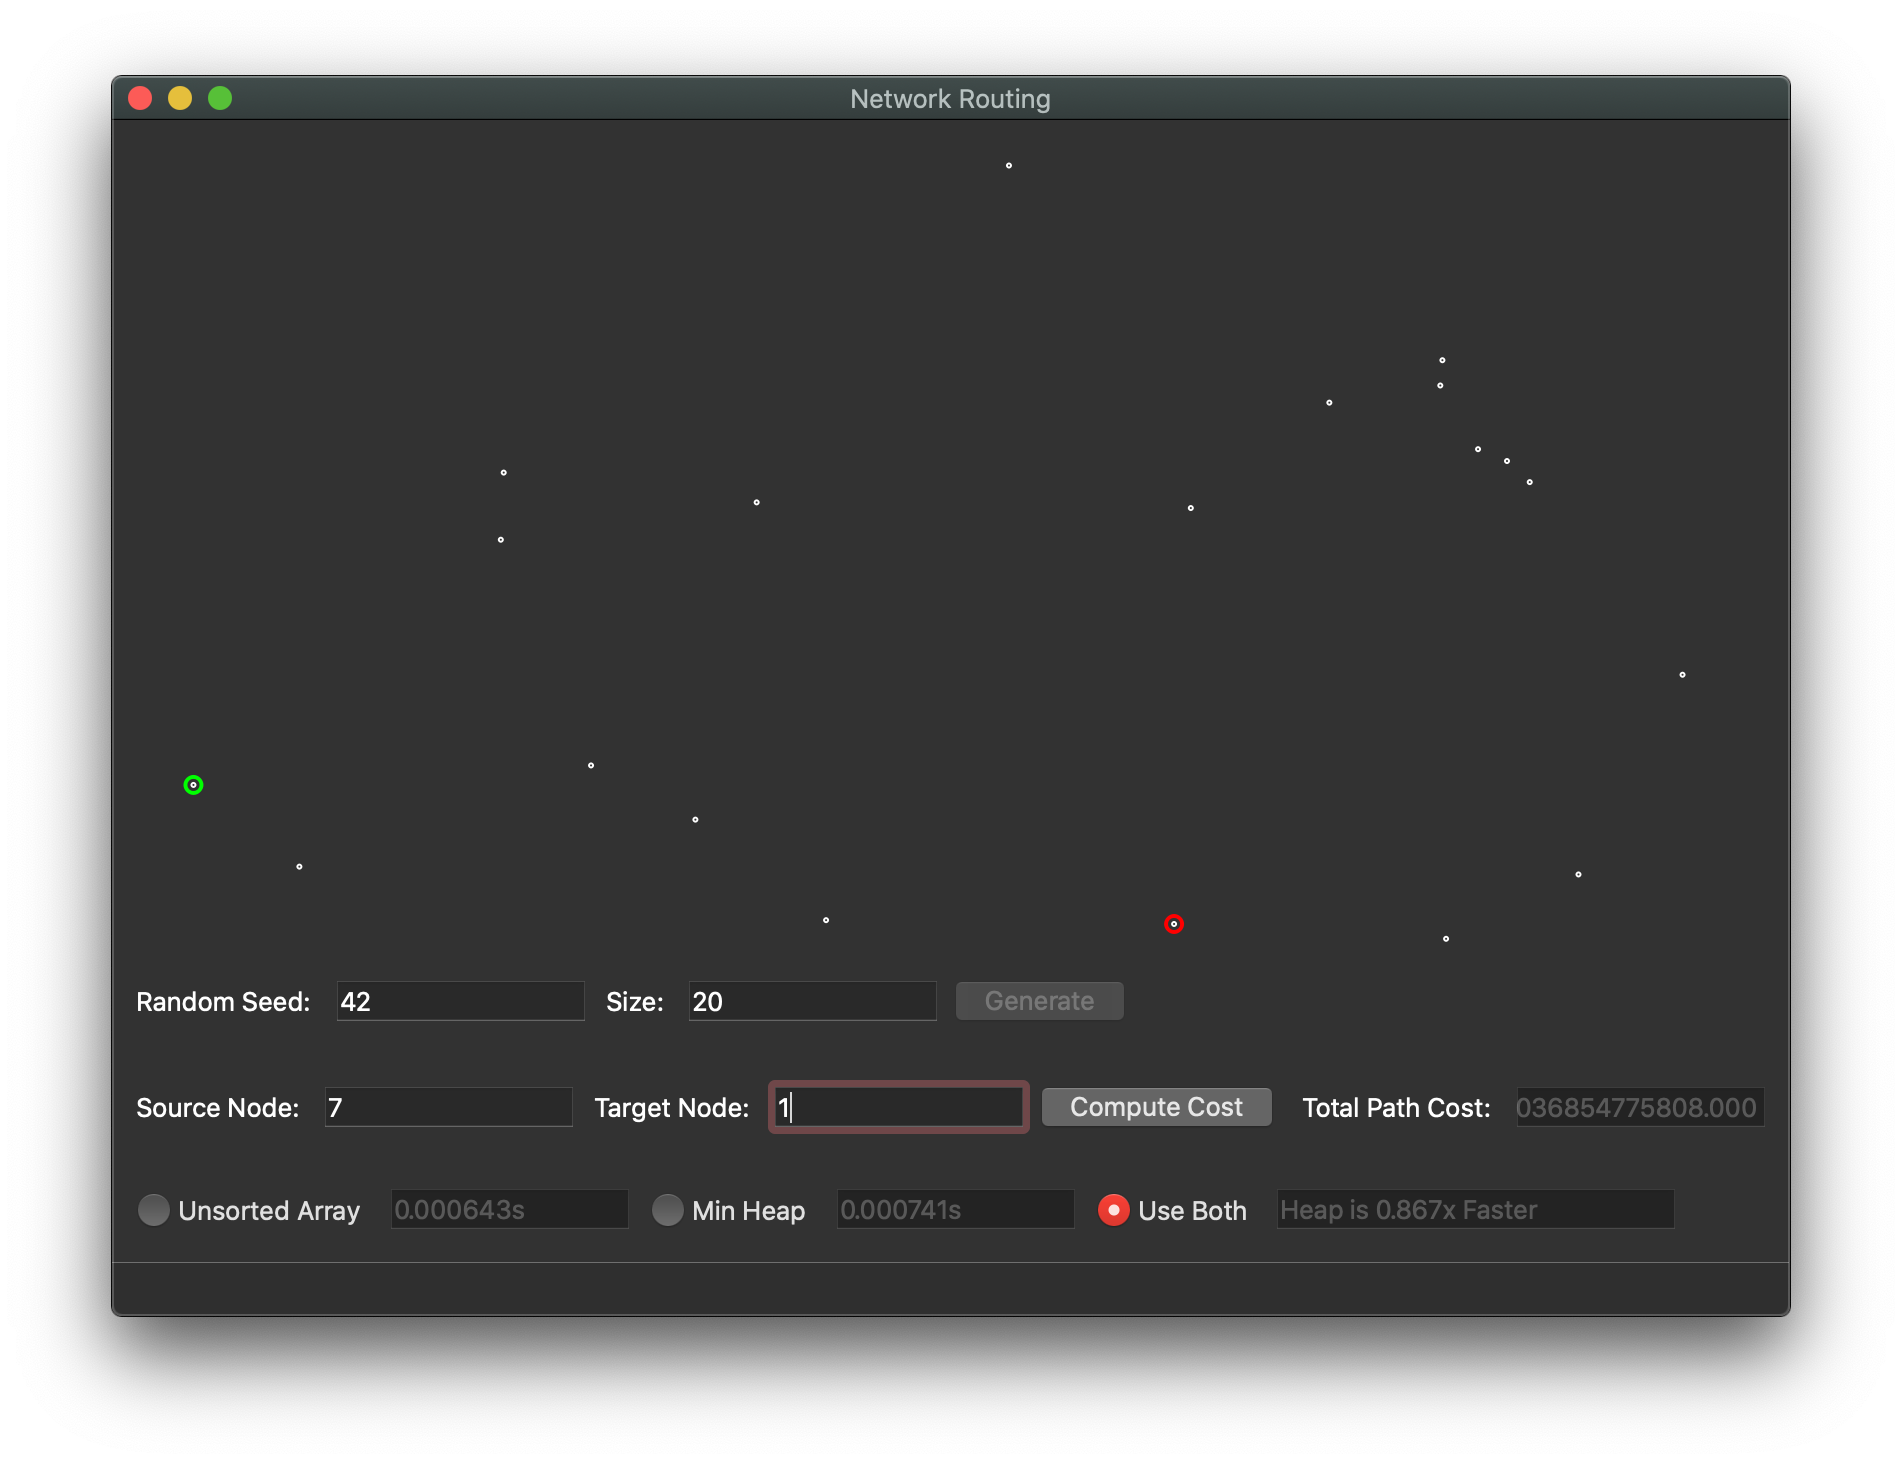 Network Routing
Random Seed: 42 Size: 20 Generate
Source Node: 7 Target Node: 1 Compute Cost Total Path Cost: 036854775808.000
Unsorted Array 0.000643s Min Heap 0.000741s Use Both Heap is 0.867x Faster